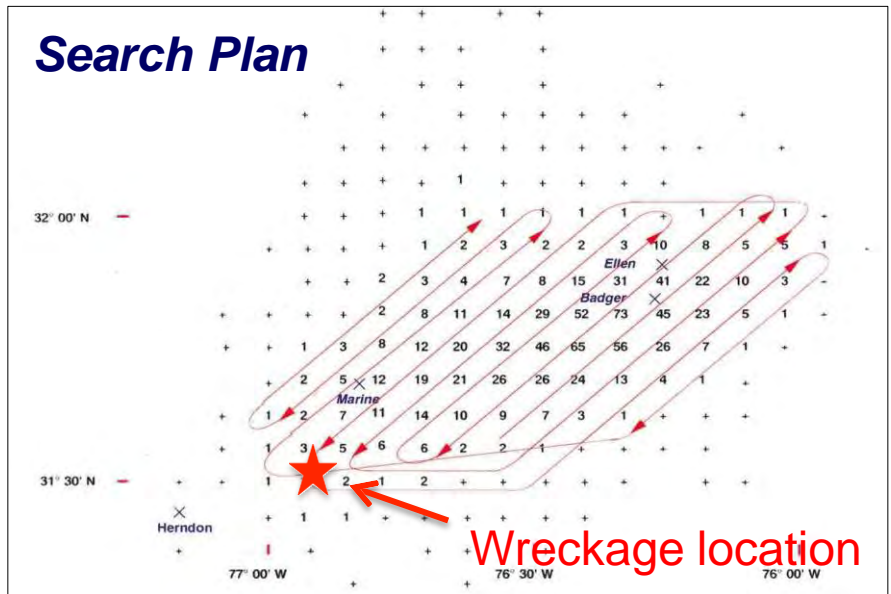 Search Plan
1
32° 00' N
1 1 1 1 1 1 1 1 1
1 2 3 2 2 3 10 8 5 5 1
Ellen
2 3 4 7 8 15 31 41 22 10 3
Badger
2 8 11 14 29 52 73 45 23 5 1
1 3 8 12 20 32 46 65 56 26 7 1
2 5 12 19 21 26 26 24 13 4 1
Marine
1 2 7 11 14 10 9 7 3 1
1 3 5 6 6 2 2 1
31° 30' N 1 2 1 2
1 1
Herndon
Wreckage location
77° 00' W 76° 30' W 76° 00' W